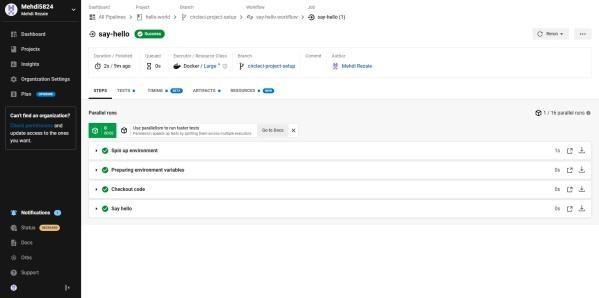 Mehdi5824
Mehdi Rezaie
Dashboard
Projects
Insights
Organization Settings
Plan UPGRADE
Can't find an organization?
Check permissions and
update access to the ones
you want.
Notifications
Status
Docs
Orbs
Support
Dashboard Project Branch Workflow Job
All Pipelines > hello-world > circleci-project-setup > say-hello-workflow > say-hello (1)
say-hello Success
Rerun
Duration / Finished Queued Executor / Resource Class Branch Commit Author
2s / 9m ago 0s Docker / Large circleci-project-setup Mehdi Rezaie
STEPS TESTS TIMING BETA ARTIFACTS RESOURCES NEW
Parallel runs
1 / 16 parallel runs
0
00:02
Use parallelism to run faster tests
Parallelism speeds up tests by splitting them across multiple executors.
Go to Docs
Spin up environment 1s
Preparing environment variables 0s
Checkout code 0s
Say hello 0s